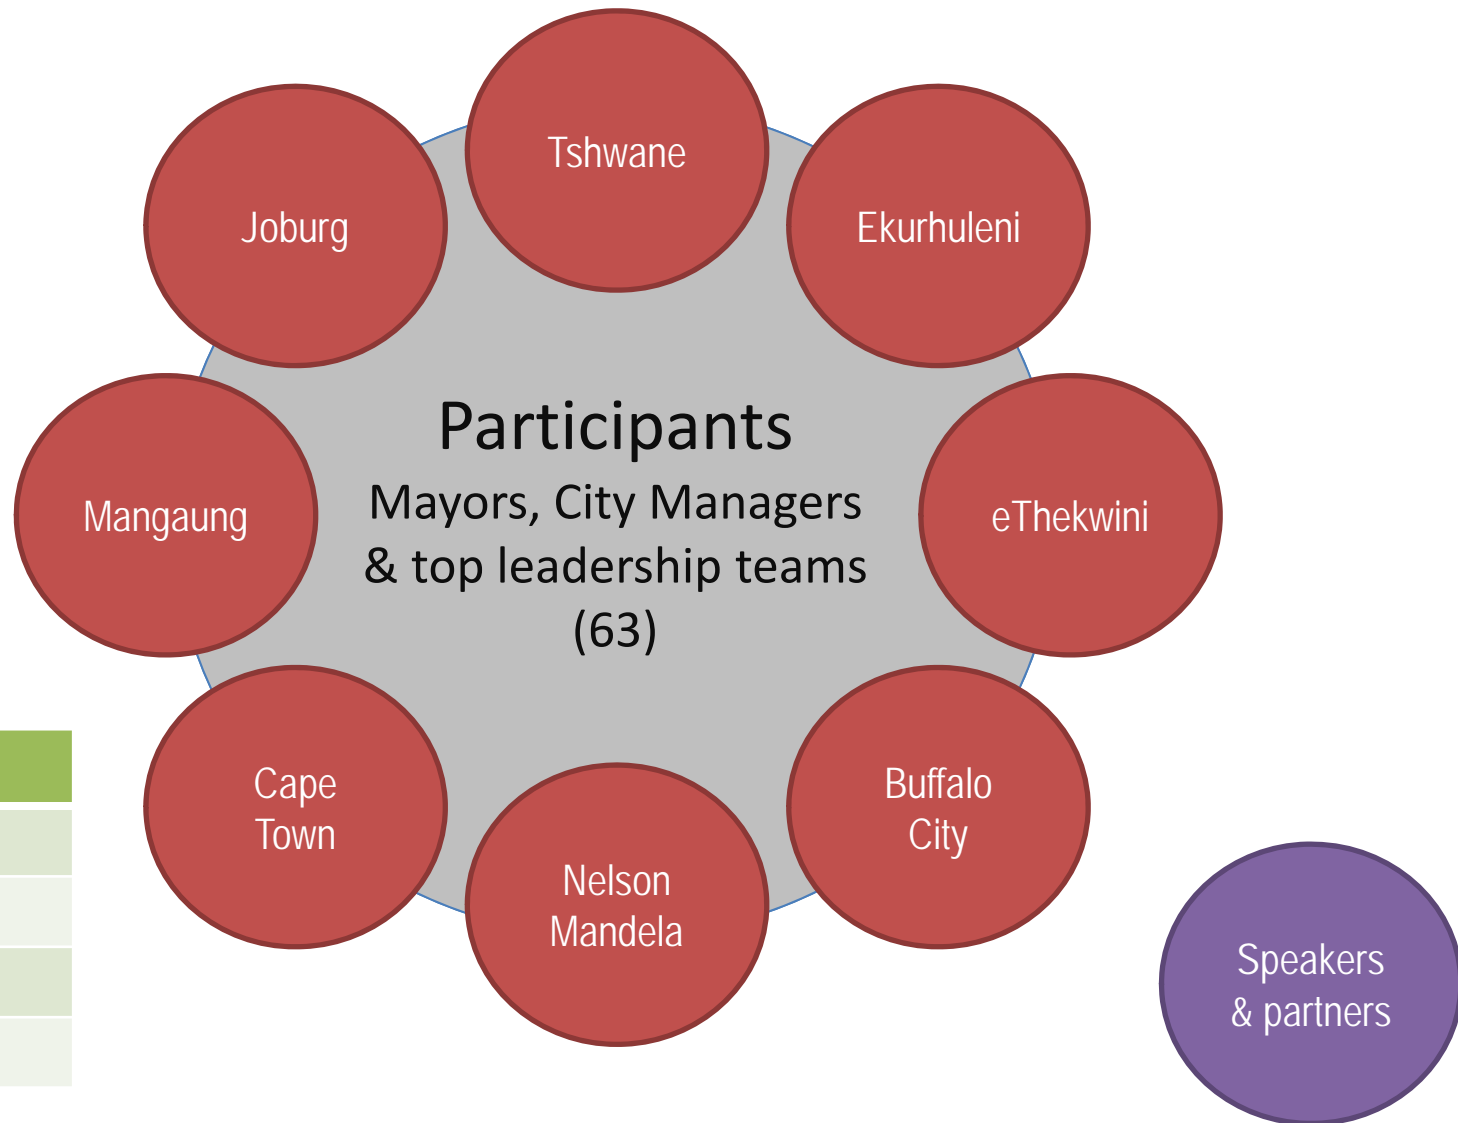 Tshwane
Joburg
Ekurhuleni
Participants
Mayors, City Managers
& top leadership teams
(63)
Mangaung
eThekwini
Cape
Town
Buffalo
City
Nelson
Mandela
Speakers
& partners